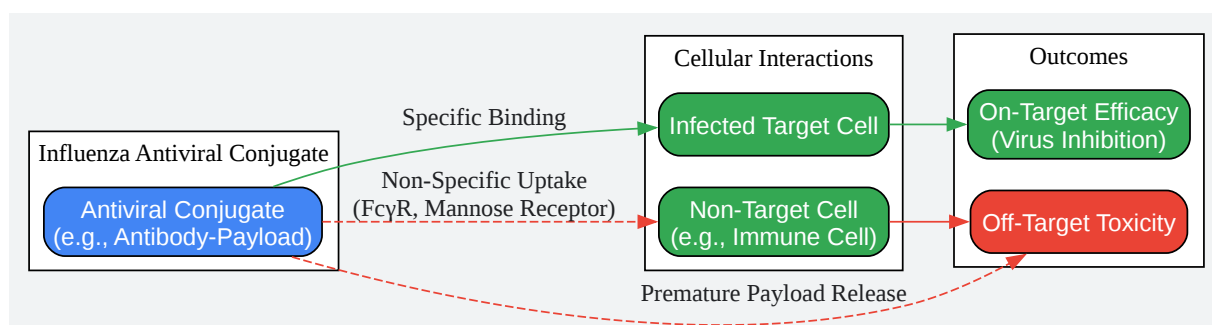 Influenza Antiviral Conjugate
Antiviral Conjugate
(e.g., Antibody-Payload)
Specific Binding
Non-Specific Uptake
(FcγR, Mannose Receptor)
Premature Payload Release
Cellular Interactions
Infected Target Cell
Non-Target Cell
(e.g., Immune Cell)
Outcomes
On-Target Efficacy
(Virus Inhibition)
Off-Target Toxicity